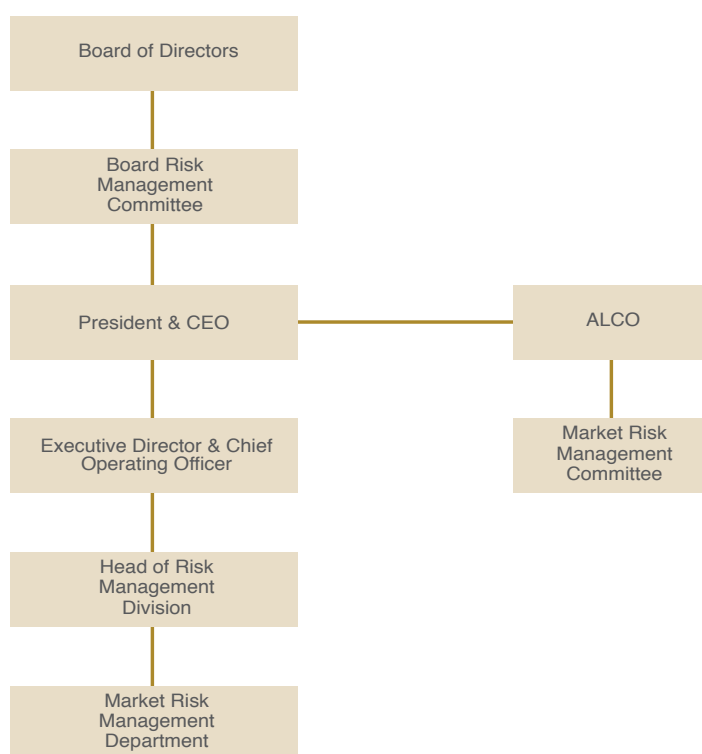 Board of Directors
Board Risk
Management
Committee
President & CEO
ALCO
Executive Director & Chief
Operating Officer
Market Risk
Management
Committee
Head of Risk
Management
Division
Market Risk
Management
Department